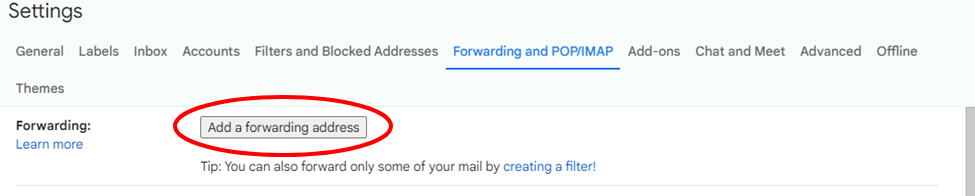 Settings
General Labels Inbox Accounts Filters and Blocked Addresses Forwarding and POP/IMAP Add-ons Chat and Meet Advanced Offline
Themes
Forwarding: Add a forwarding address
Learn more
Tip: You can also forward only some of your mail by creating a filter!